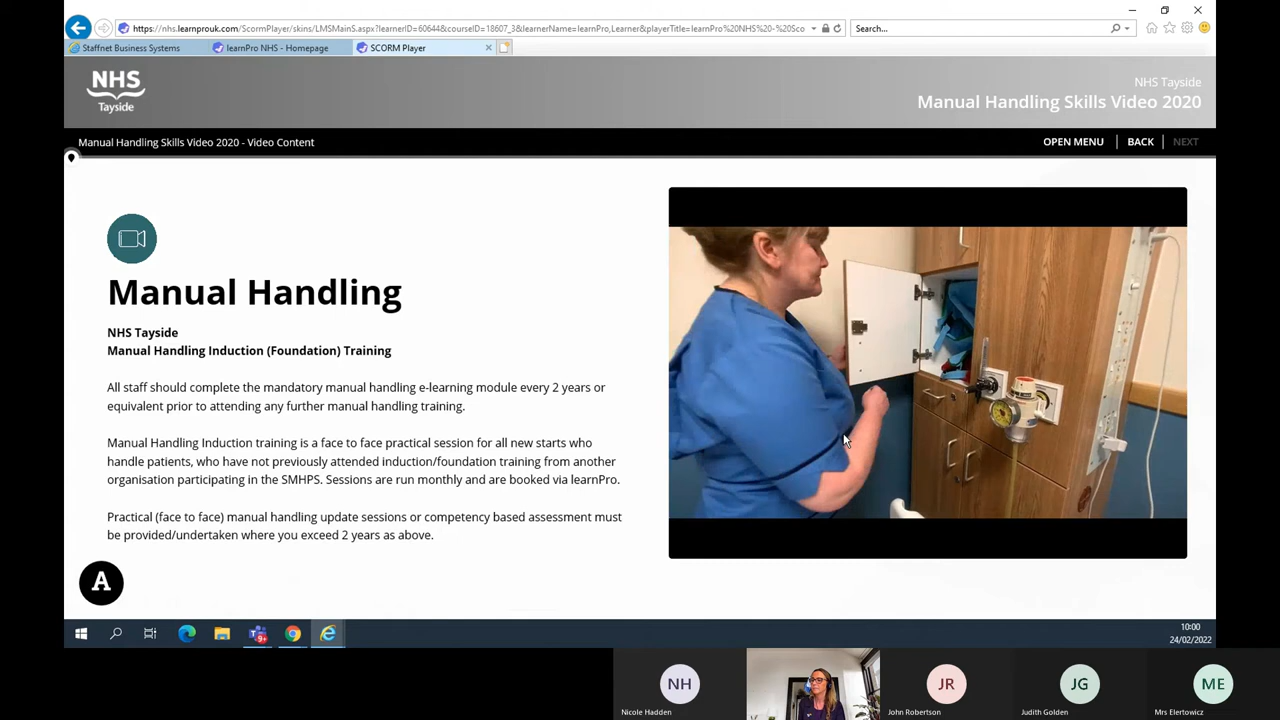 https://nhs.learnprouk.com/ScormPlayer/skins/LMSMainS.aspx?learnerID=60644&courseID=18607_3&learnerName=learnPro,Learner&playerTitle=learnPro%20NHS%20-%20Sco
Search...
Staffnet Business Systems
learnPro NHS - Homepage
SCORM Player
NHS
Tayside
NHS Tayside
Manual Handling Skills Video 2020
Manual Handling Skills Video 2020 - Video Content
OPEN MENU
BACK
NEXT
Manual Handling
NHS Tayside
Manual Handling Induction (Foundation) Training
All staff should complete the mandatory manual handling e-learning module every 2 years or
equivalent prior to attending any further manual handling training.
Manual Handling Induction training is a face to face practical session for all new starts who
handle patients, who have not previously attended induction/foundation training from another
organisation participating in the SMHPS. Sessions are run monthly and are booked via learnPro.
Practical (face to face) manual handling update sessions or competency based assessment must
be provided/undertaken where you exceed 2 years as above.
A
9+
10:00
24/02/2022
NH
Nicole Hadden
JR
John Robertson
JG
Judith Golden
ME
Mrs Elertowicz